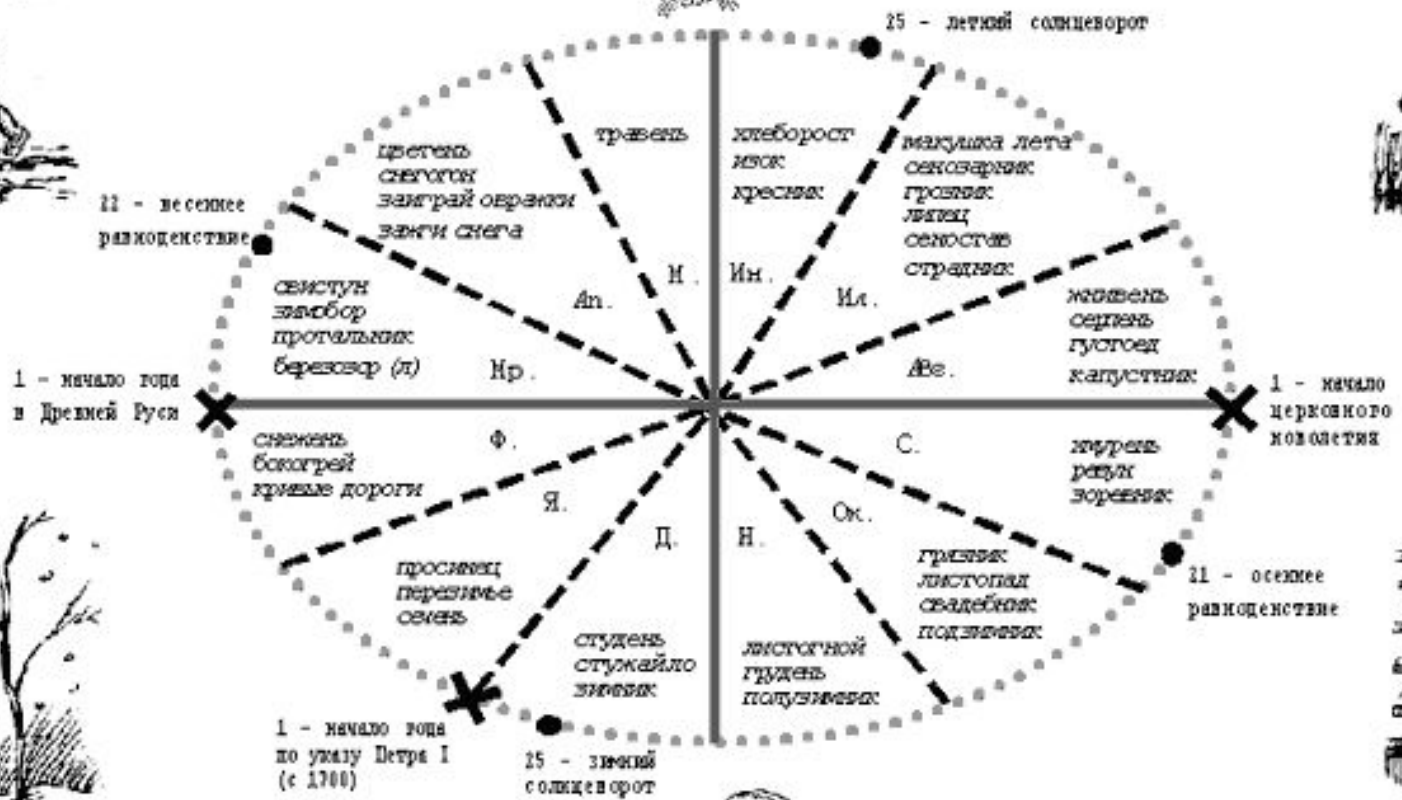 25 - летний солнцеворот
травень
хлеборост
изок
кресник
макушка лета
сенозарник
грозник
липец
сеностав
страдник
цветень
снегогон
заиграй овражки
зажги снега
22 - весеннее
равноденствие
М.
Ин.
Ап.
Ил.
свистун
зимобор
протальник
березозор (л)
жнивень
серпень
густоед
капустник
Мр.
Авг.
1 - начало года
в Древней Руси
1 - начало
церковного
новолетия
снежень
бокогрей
кривые дороги
Ф.
С.
хмурень
ревун
зоревник
Я.
Ок.
Д.
Н.
просинец
перезимье
сечень
грязник
листопад
свадебник
подзимник
21 - осеннее
равноденствие
студень
стужайло
зимник
листогной
грудень
полузимник
1 - начало года
по указу Петра I
(с 1700)
25 - зимний
солнцеворот